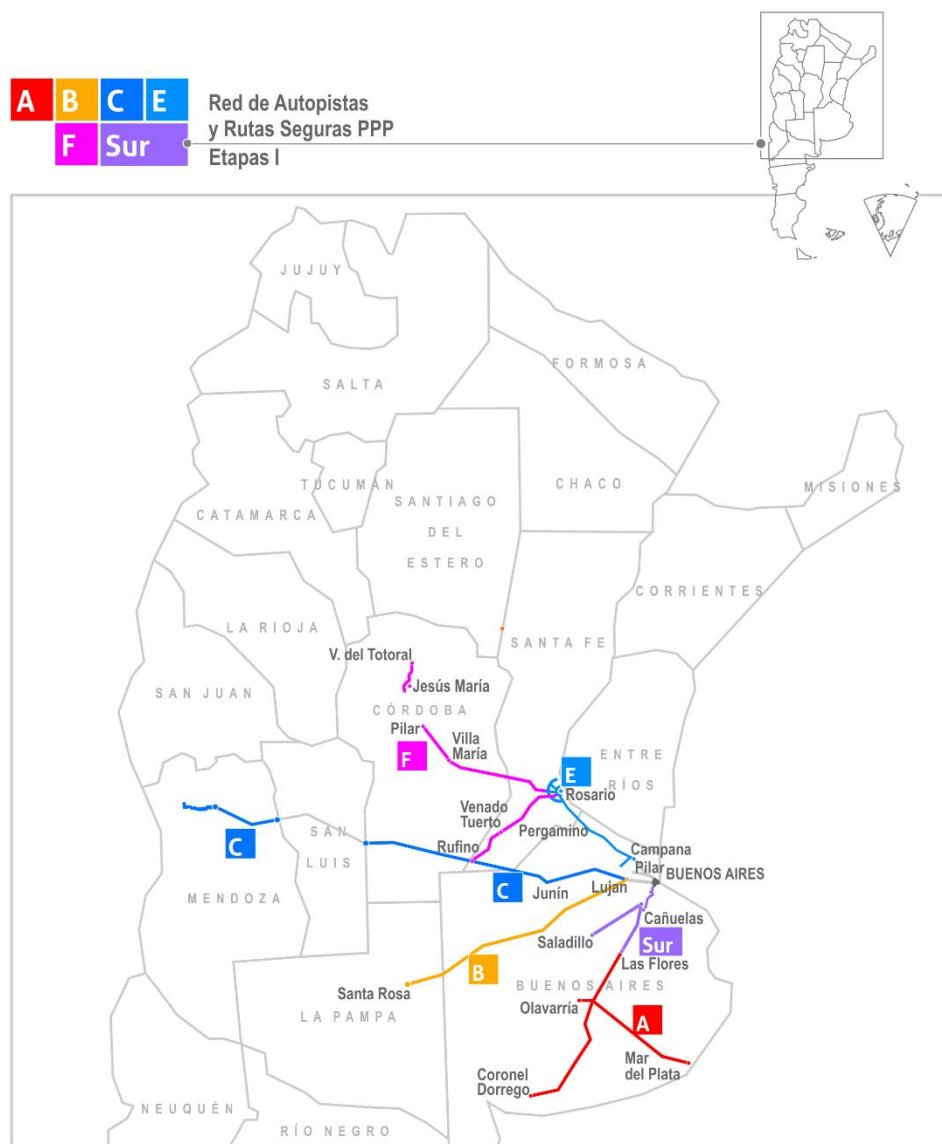 A B C E
F Sur
Red de Autopistas
y Rutas Seguras PPP
Etapas I
JUJUY
FORMOSA
SALTA
TUCUMAN
CHACO
MISIONES
CATAMARCA
SANTIAGO
DEL
ESTERO
CORRIENTES
LA RIOJA
SANTA FE
V. del Totoral
Jesús María
SAN JUAN
CÓRDOBA
Pilar
Villa
María
F
ENTRE
RÍOS
E
Rosario
Venado
Tuerto
Pergamino
SAN
LUIS
C
Rufino
Campana
Pilar
BUENOS AIRES
MENDOZA
C
Junín
Lujan
Cañuelas
Saladillo
Sur
Las Flores
B
Santa Rosa
BUENOS AIRES
Olavarría
LA PAMPA
A
Mar
del Plata
Coronel
Dorrego
NEUQUÉN
RÍO NEGRO